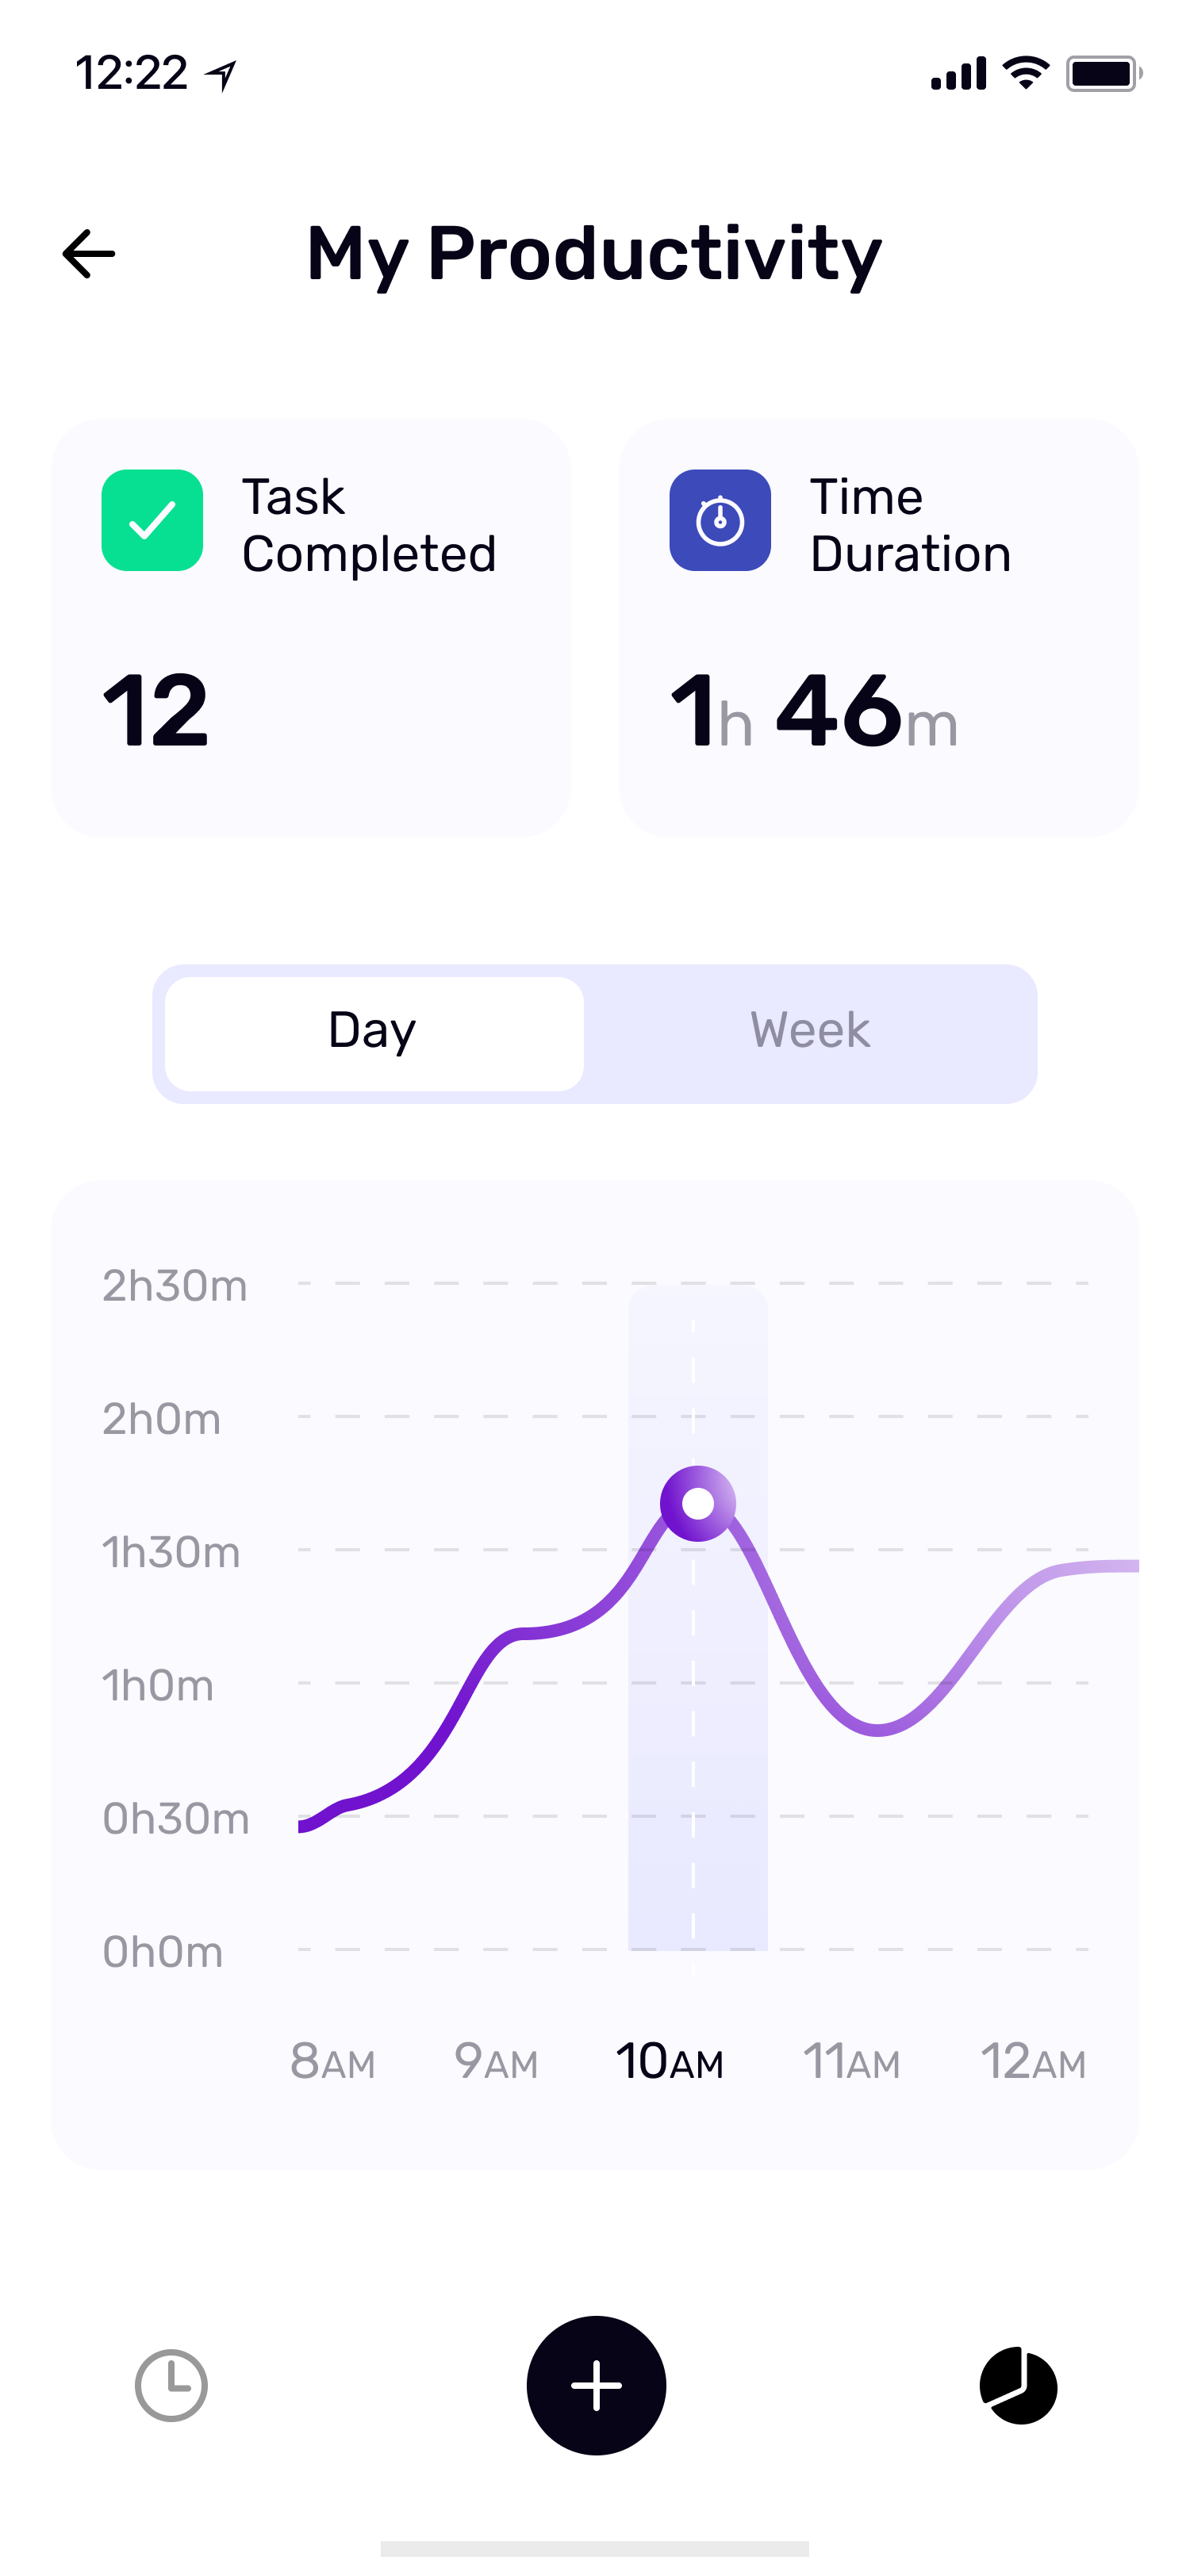 12:22
My Productivity
Task
Completed
12
Time
Duration
1h 46m
Day Week
2h30m
2h0m
1h30m
1h0m
0h30m
0h0m
8AM 9AM 10AM 11AM 12AM